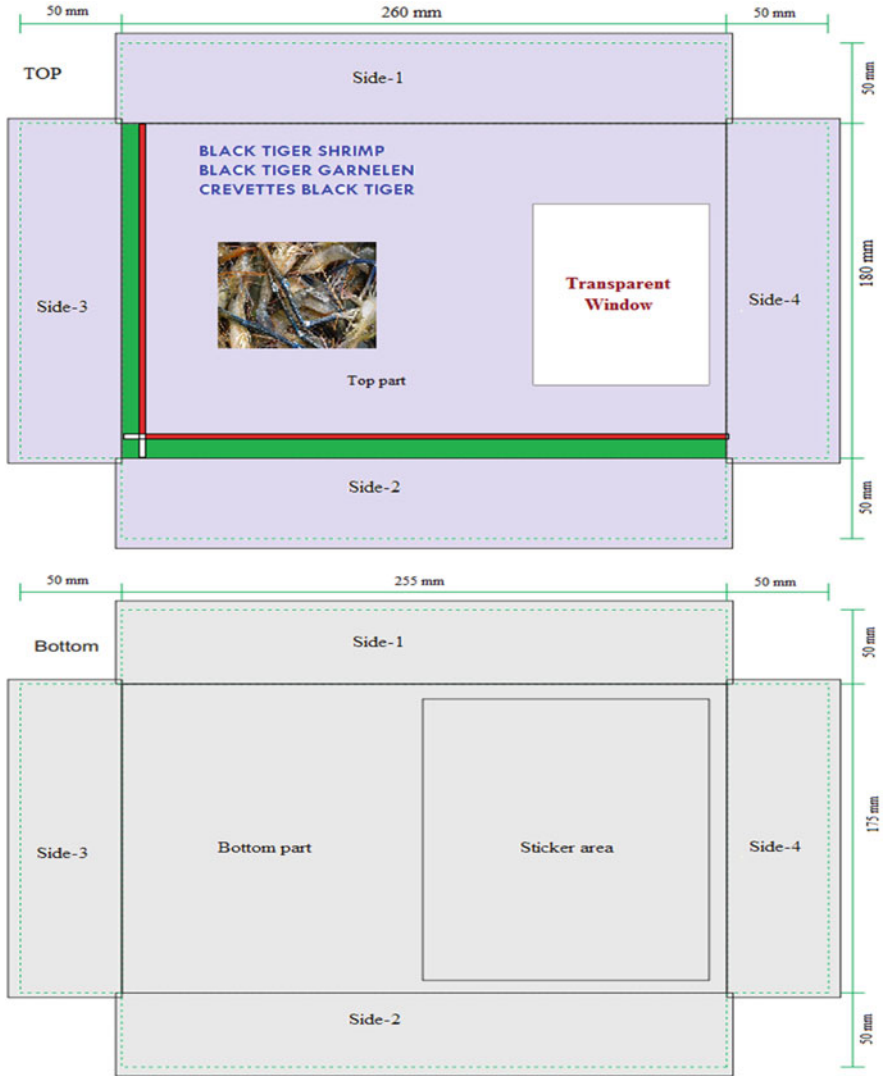 50 mm
260 mm
50 mm
TOP
Side-1
50 mm
BLACK TIGER SHRIMP
BLACK TIGER GARNELEN
CREVETTES BLACK TIGER
Side-3
Transparent
Window
Side-4
180 mm
Top part
Side-2
50 mm
50 mm
255 mm
50 mm
Bottom
Side-1
50 mm
Side-3
Bottom part
Sticker area
Side-4
175 mm
Side-2
50 mm